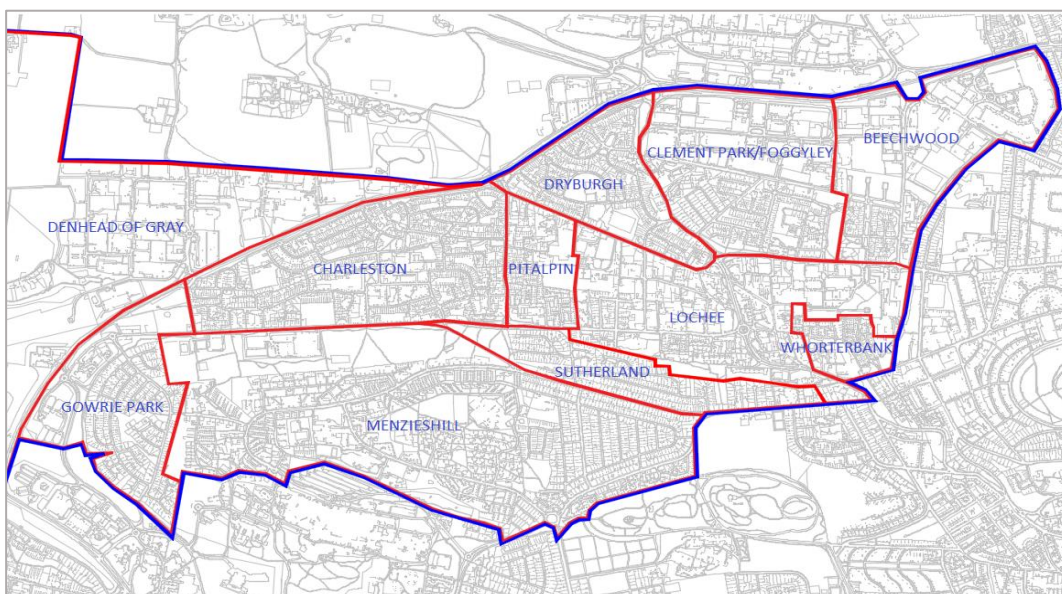 BEECHWOOD
CLEMENT PARK/FOGGYLEY
DRYBURGH
DENHEAD OF GRAY
CHARLESTON
PITALPIN
LOCHEE
WHORTERBANK
SUTHERLAND
GOWRIE PARK
MENZIESHILL